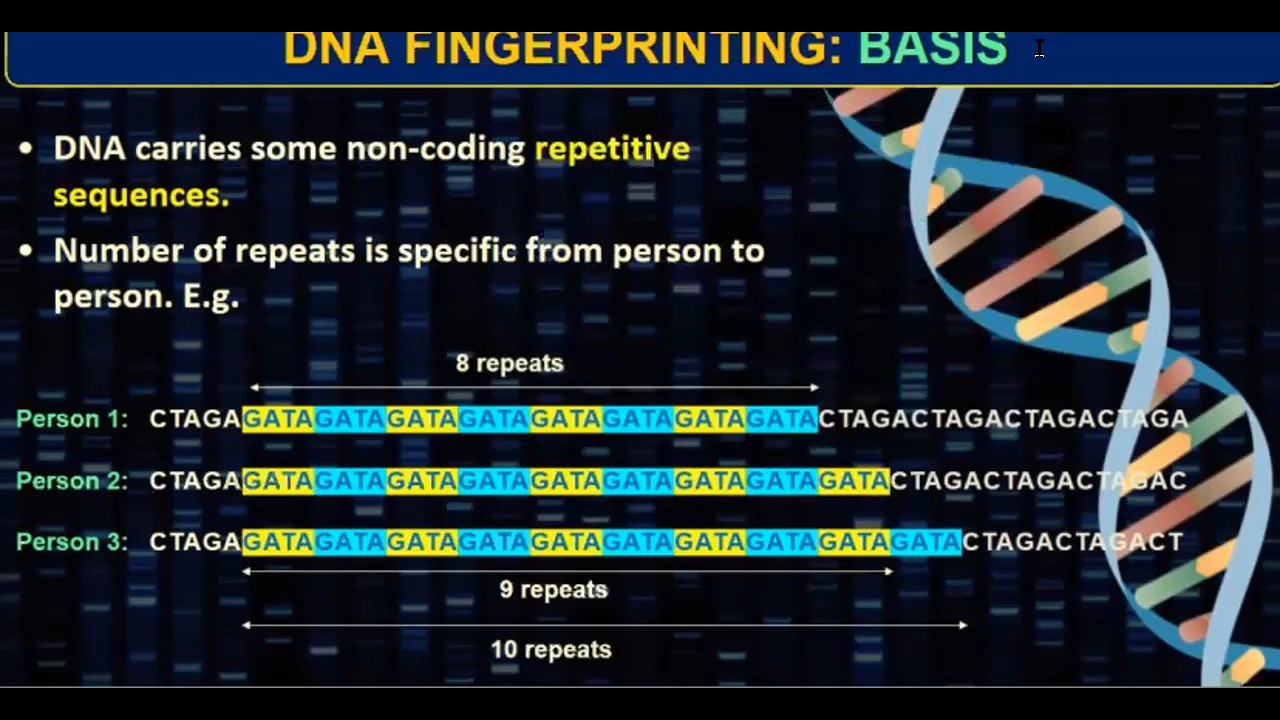 DNA FINGERPRINTING: BASIS
• DNA carries some non-coding repetitive
sequences.
• Number of repeats is specific from person to
person. E.g.
8 repeats
Person 1: CTAGAGATAGATAGATAGATAGATAGATAGATAGATACTAGACTAGACTAGACTAGA
Person 2: CTAGAGATAGATAGATAGATAGATAGATAGATAGATAGATACTAGACTAGACTAGAC
Person 3: CTAGAGATAGATAGATAGATAGATAGATAGATAGATAGATAGATACTAGACTAGACT
9 repeats
10 repeats